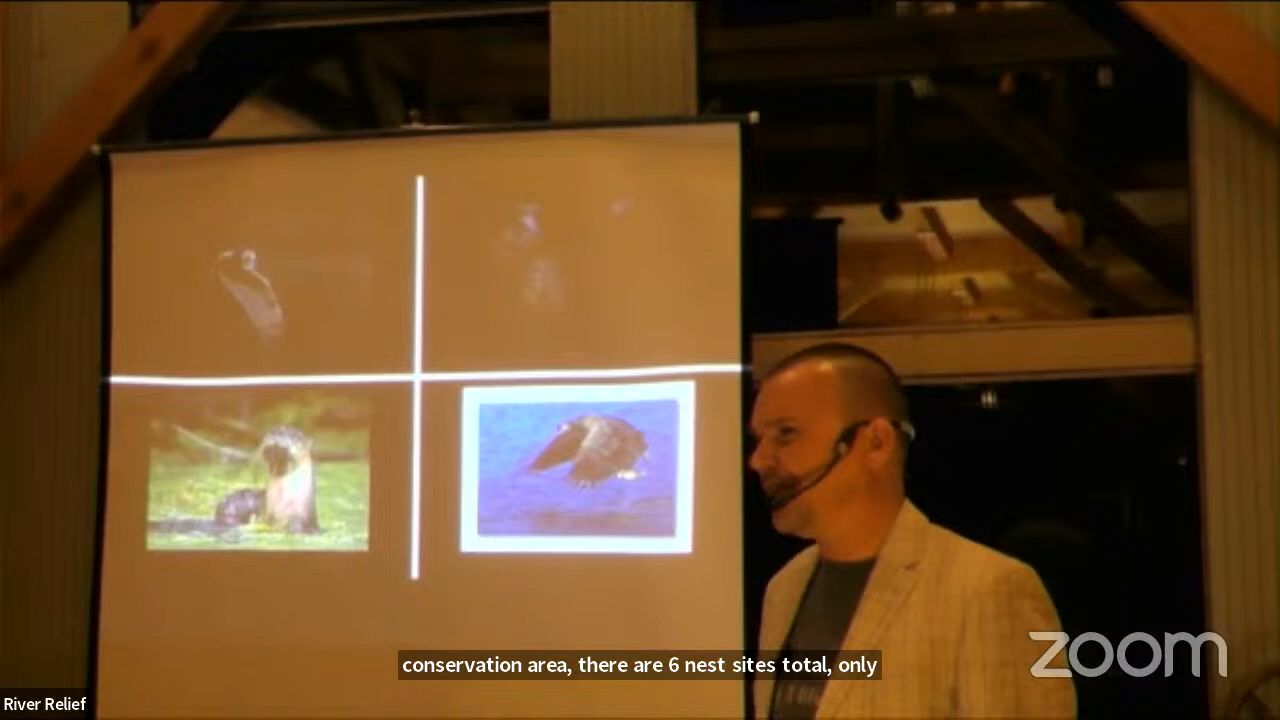 conservation area, there are 6 nest sites total, only
zoom
River Relief